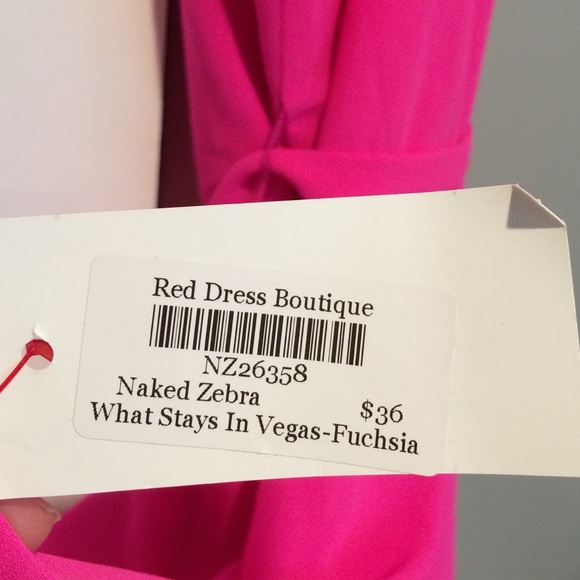 Red Dress Boutique
NZ26358
Naked Zebra $36
What Stays In Vegas-Fuchsia